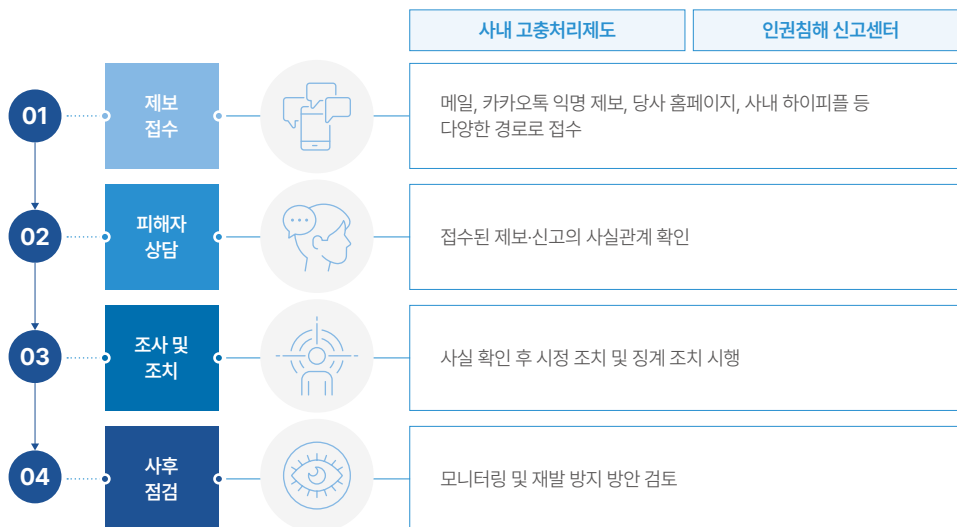 사내 고충처리제도
인권침해 신고센터
01
제보
접수
메일, 카카오톡 익명 제보, 당사 홈페이지, 사내 하이피플 등
다양한 경로로 접수
02
피해자
상담
접수된 제보·신고의 사실관계 확인
03
조사 및
조치
사실 확인 후 시정 조치 및 징계 조치 시행
04
사후
점검
모니터링 및 재발 방지 방안 검토